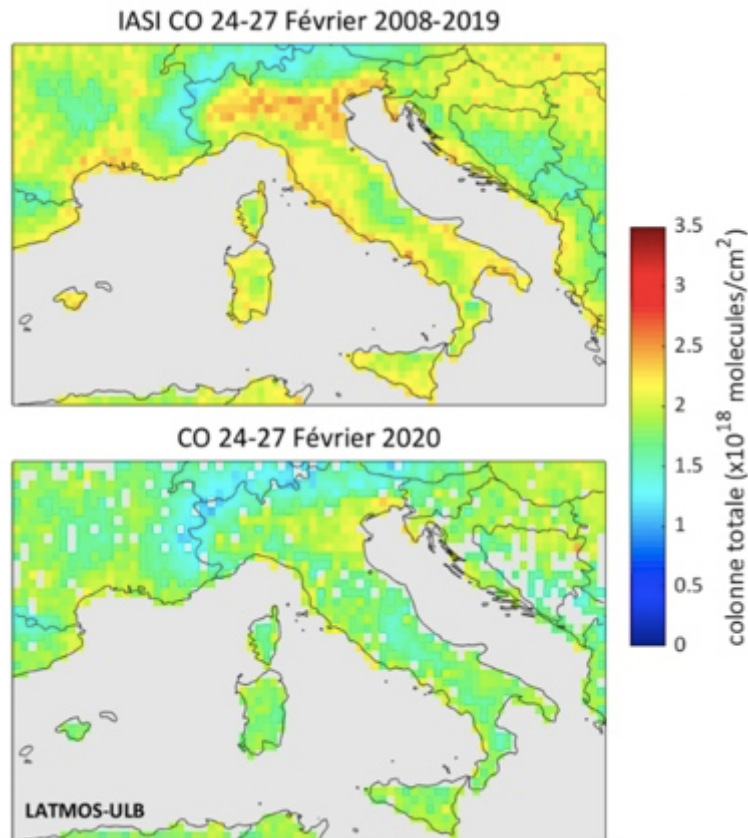 IASI CO 24-27 Février 2008-2019
CO 24-27 Février 2020
LATMOS-ULB
3.5
3
2.5
2
1.5
1
0.5
0
colonne totale (x10¹⁸ molecules/cm²)